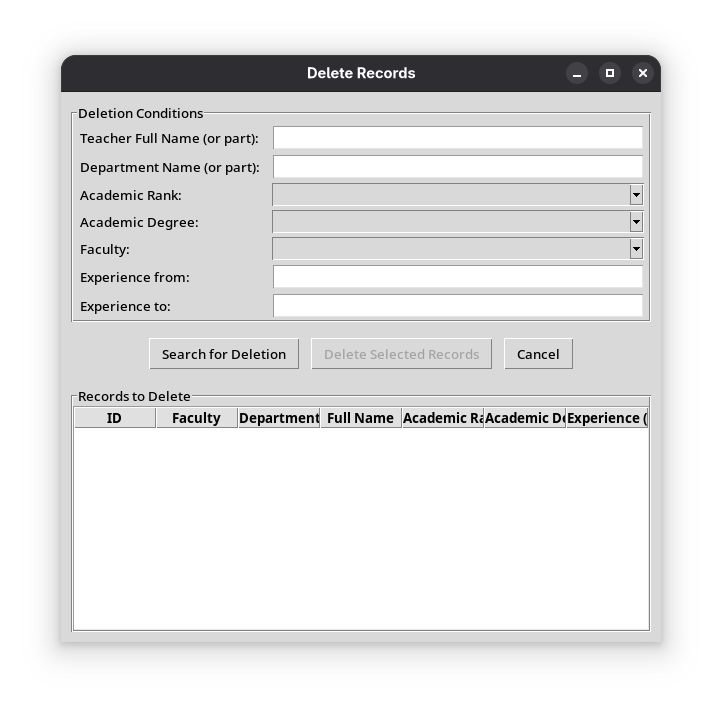 Delete Records
Deletion Conditions
Teacher Full Name (or part):
Department Name (or part):
Academic Rank:
Academic Degree:
Faculty:
Experience from:
Experience to:
Search for Deletion Delete Selected Records Cancel
Records to Delete
ID Faculty Department Full Name Academic Ra Academic De Experience (